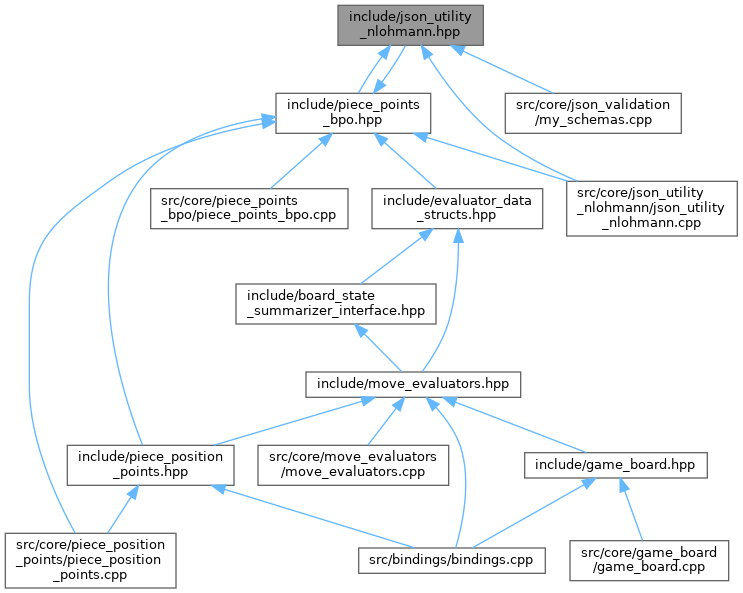 include/json_utility
_nlohmann.hpp
include/piece_points
_bpo.hpp
src/core/json_validation
/my_schemas.cpp
src/core/piece_points
_bpo/piece_points_bpo.cpp
include/evaluator_data
_structs.hpp
src/core/json_utility
_nlohmann/json_utility
_nlohmann.cpp
include/board_state
_summarizer_interface.hpp
include/move_evaluators.hpp
include/piece_position
_points.hpp
src/core/move_evaluators
/move_evaluators.cpp
include/game_board.hpp
src/core/piece_position
_points/piece_position
_points.cpp
src/bindings/bindings.cpp
src/core/game_board
/game_board.cpp